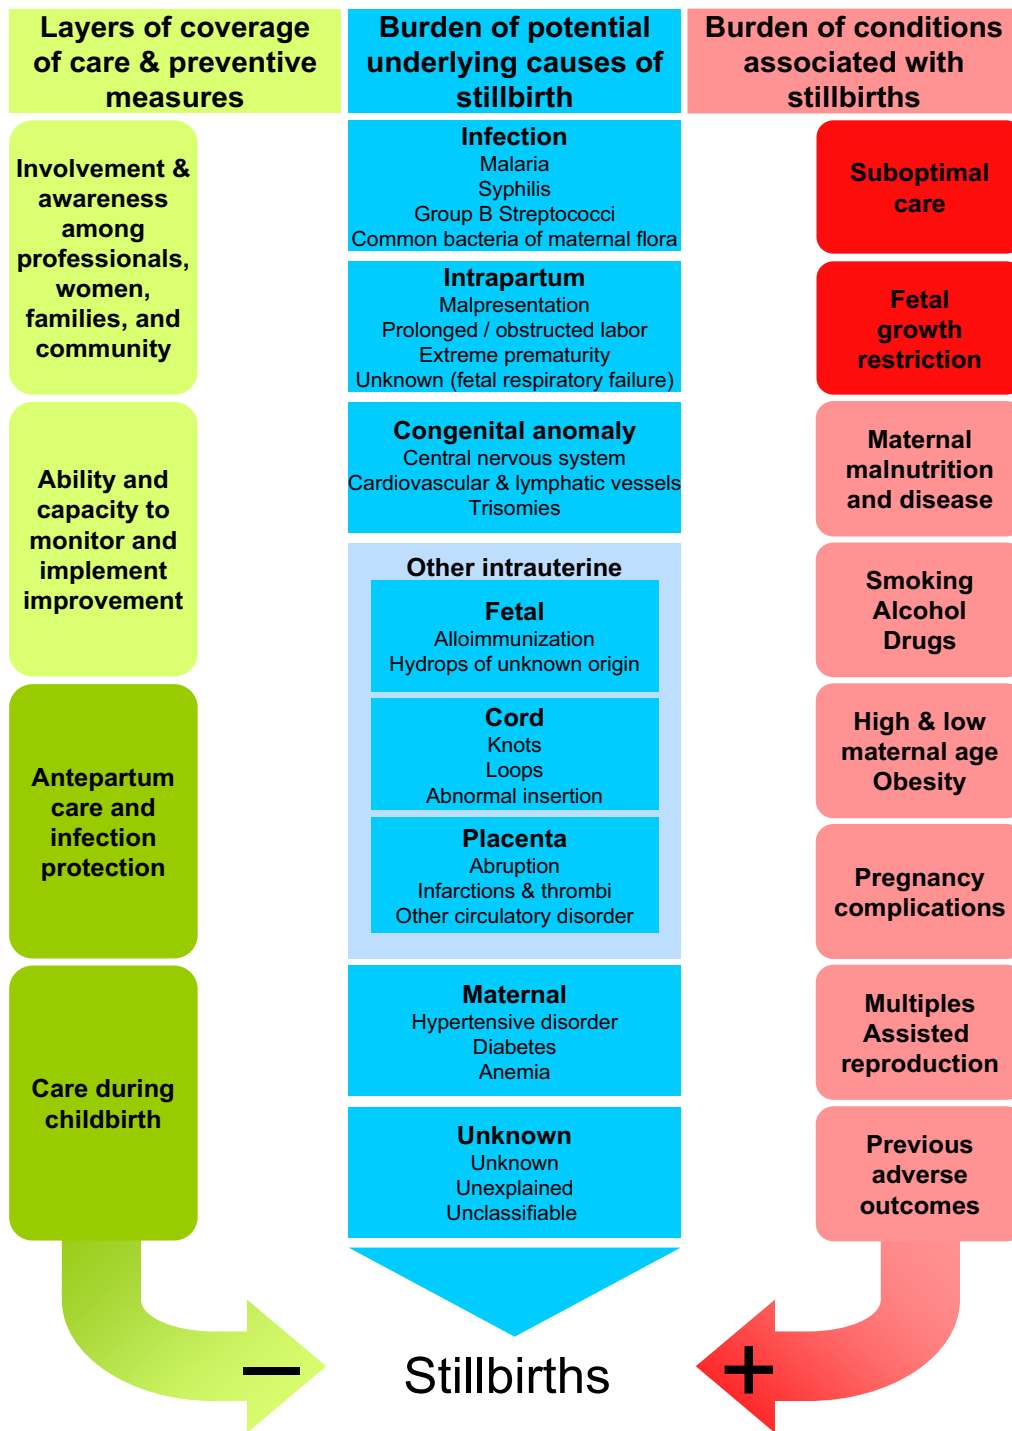 Layers of coverage
of care & preventive
measures
Involvement &
awareness
among
professionals,
women,
families, and
community
Ability and
capacity to
monitor and
implement
improvement
Antepartum
care and
infection
protection
Care during
childbirth
Burden of potential
underlying causes of
stillbirth
Infection
Malaria
Syphilis
Group B Streptococci
Common bacteria of maternal flora
Intrapartum
Malpresentation
Prolonged / obstructed labor
Extreme prematurity
Unknown (fetal respiratory failure)
Congenital anomaly
Central nervous system
Cardiovascular & lymphatic vessels
Trisomies
Other intrauterine
Fetal
Alloimmunization
Hydrops of unknown origin
Cord
Knots
Loops
Abnormal insertion
Placenta
Abruption
Infarctions & thrombi
Other circulatory disorder
Maternal
Hypertensive disorder
Diabetes
Anemia
Unknown
Unknown
Unexplained
Unclassifiable
Burden of conditions
associated with
stillbirths
Suboptimal
care
Fetal
growth
restriction
Maternal
malnutrition
and disease
Smoking
Alcohol
Drugs
High & low
maternal age
Obesity
Pregnancy
complications
Multiples
Assisted
reproduction
Previous
adverse
outcomes
– Stillbirths +